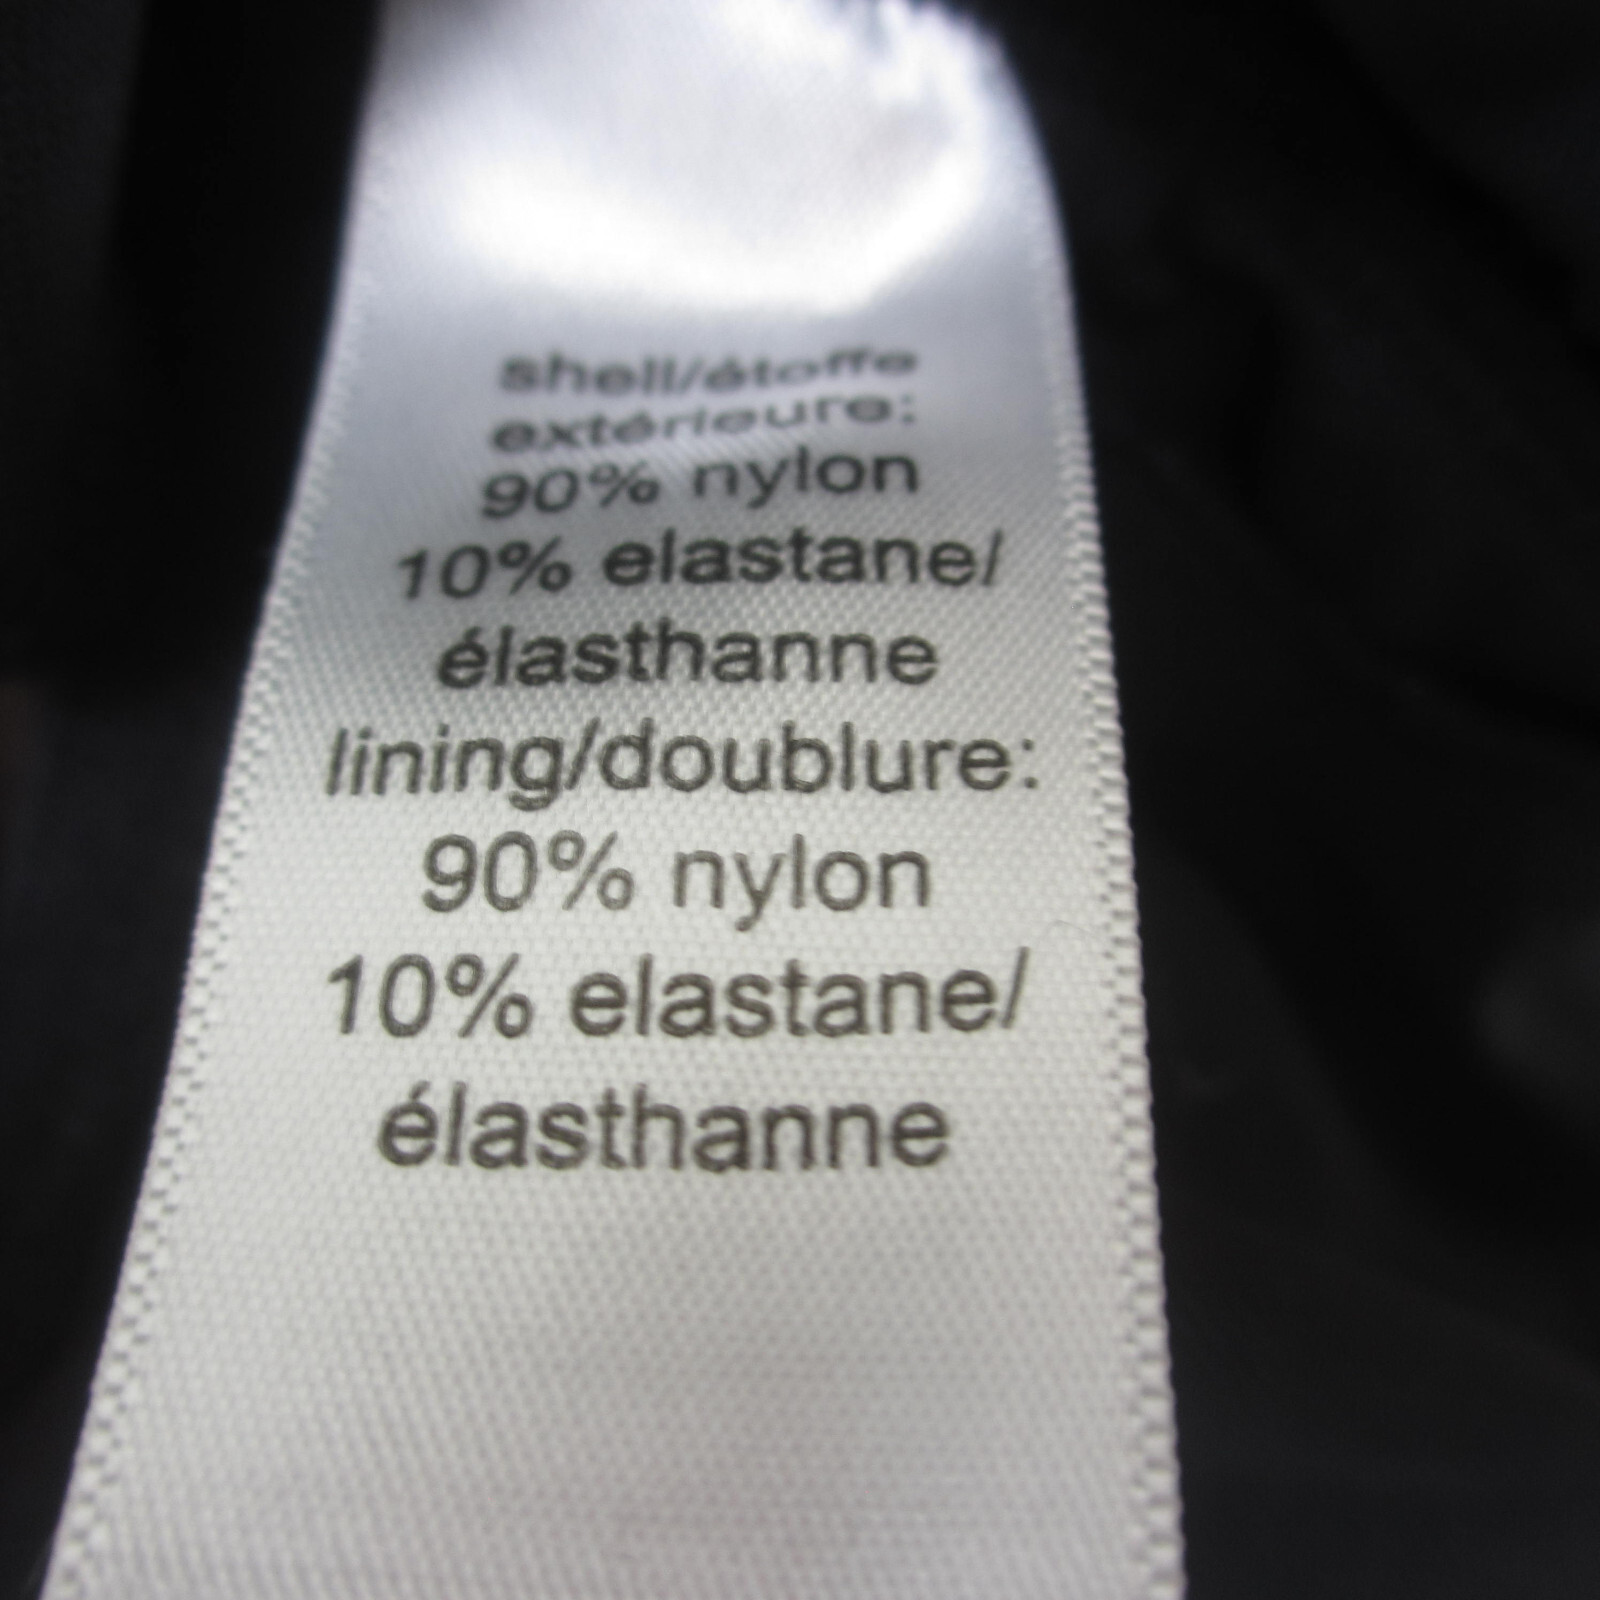 shell/étoffe
extérieure:
90% nylon
10% elastane/
élasthanne
lining/doublure:
90% nylon
10% elastane/
élasthanne